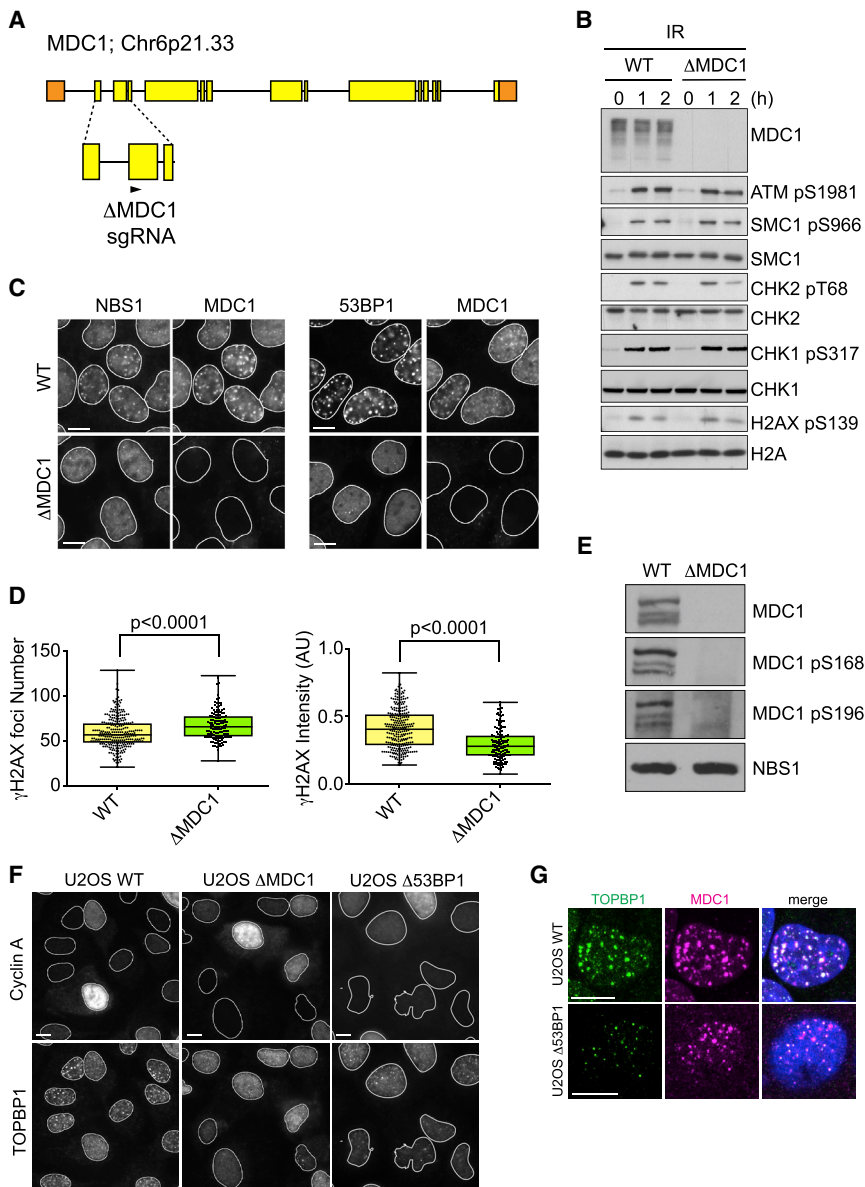 A
MDC1; Chr6p21.33
ΔMDC1
sgRNA
B
IR
WT ΔMDC1
0 1 2 0 1 2 (h)
MDC1
ATM pS1981
SMC1 pS966
SMC1
CHK2 pT68
CHK2
CHK1 pS317
CHK1
H2AX pS139
H2A
C
NBS1 MDC1 53BP1 MDC1
WT
ΔMDC1
D
p<0.0001
γH2AX foci Number
150
100
50
0
WT
ΔMDC1
p<0.0001
γH2AX Intensity (AU)
1.0
0.5
0.0
WT
ΔMDC1
E
WT ΔMDC1
MDC1
MDC1 pS168
MDC1 pS196
NBS1
F
U2OS WT U2OS ΔMDC1 U2OS Δ53BP1
Cyclin A
TOPBP1
G
TOPBP1 MDC1 merge
U2OS WT
U2OS Δ53BP1